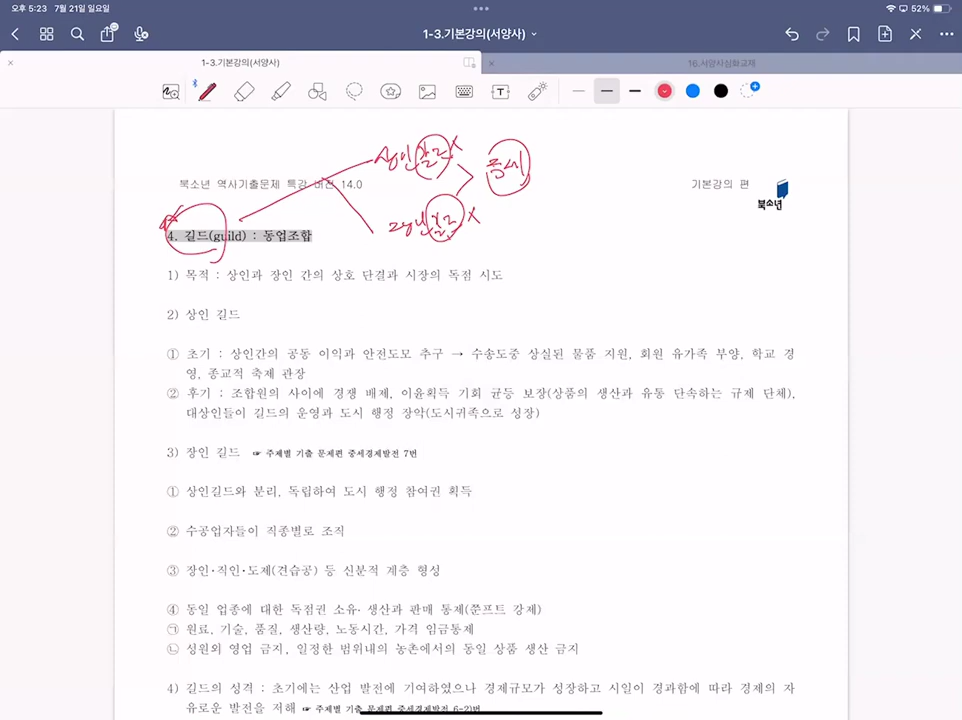 오후 5:23 7월 21일 일요일
52%
1-3.기본강의(서양사)
1-3.기본강의(서양사)
16.서양사심화교재
상인길드 X
중세
북소년 역사기출문제 특강 버전 14.0
기본강의 편
북소년
길드 X
4. 길드(guild) : 동업조합
1) 목적 : 상인과 장인 간의 상호 단결과 시장의 독점 시도
2) 상인 길드
① 초기 : 상인간의 공동 이익과 안전도모 추구 → 수송도중 상실된 물품 지원, 회원 유가족 부양, 학교 경
영, 종교적 축제 관장
② 후기 : 조합원의 사이에 경쟁 배제, 이윤획득 기회 균등 보장(상품의 생산과 유통 단속하는 규제 단체),
대상인들이 길드의 운영과 도시 행정 장악(도시귀족으로 성장)
3) 장인 길드 ☞ 주제별 기출 문제편 중세경제발전 7번
① 상인길드와 분리, 독립하여 도시 행정 참여권 획득
② 수공업자들이 직종별로 조직
③ 장인·직인·도제(견습공) 등 신분적 계층 형성
④ 동일 업종에 대한 독점권 소유· 생산과 판매 통제(쭌프트 강제)
㉠ 원료, 기술, 품질, 생산량, 노동시간, 가격 임금통제
㉡ 성원외 영업 금지, 일정한 범위내의 농촌에서의 동일 상품 생산 금지
4) 길드의 성격 : 초기에는 산업 발전에 기여하였으나 경제규모가 성장하고 시일이 경과함에 따라 경제의 자
유로운 발전을 저해 ☞ 주제별 기출 문제편 중세경제발전 6-2)번